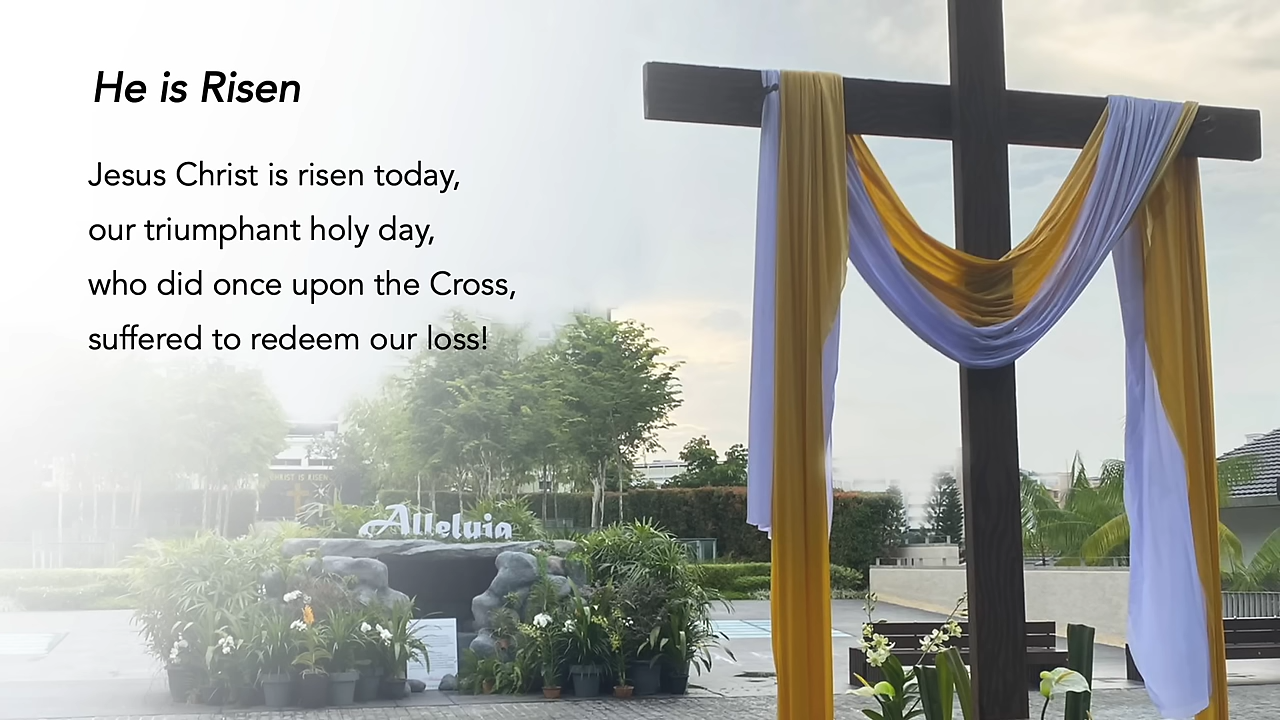 He is Risen
Jesus Christ is risen today,
our triumphant holy day,
who did once upon the Cross,
suffered to redeem our loss!
CHRIST IS RISEN
Alleluia